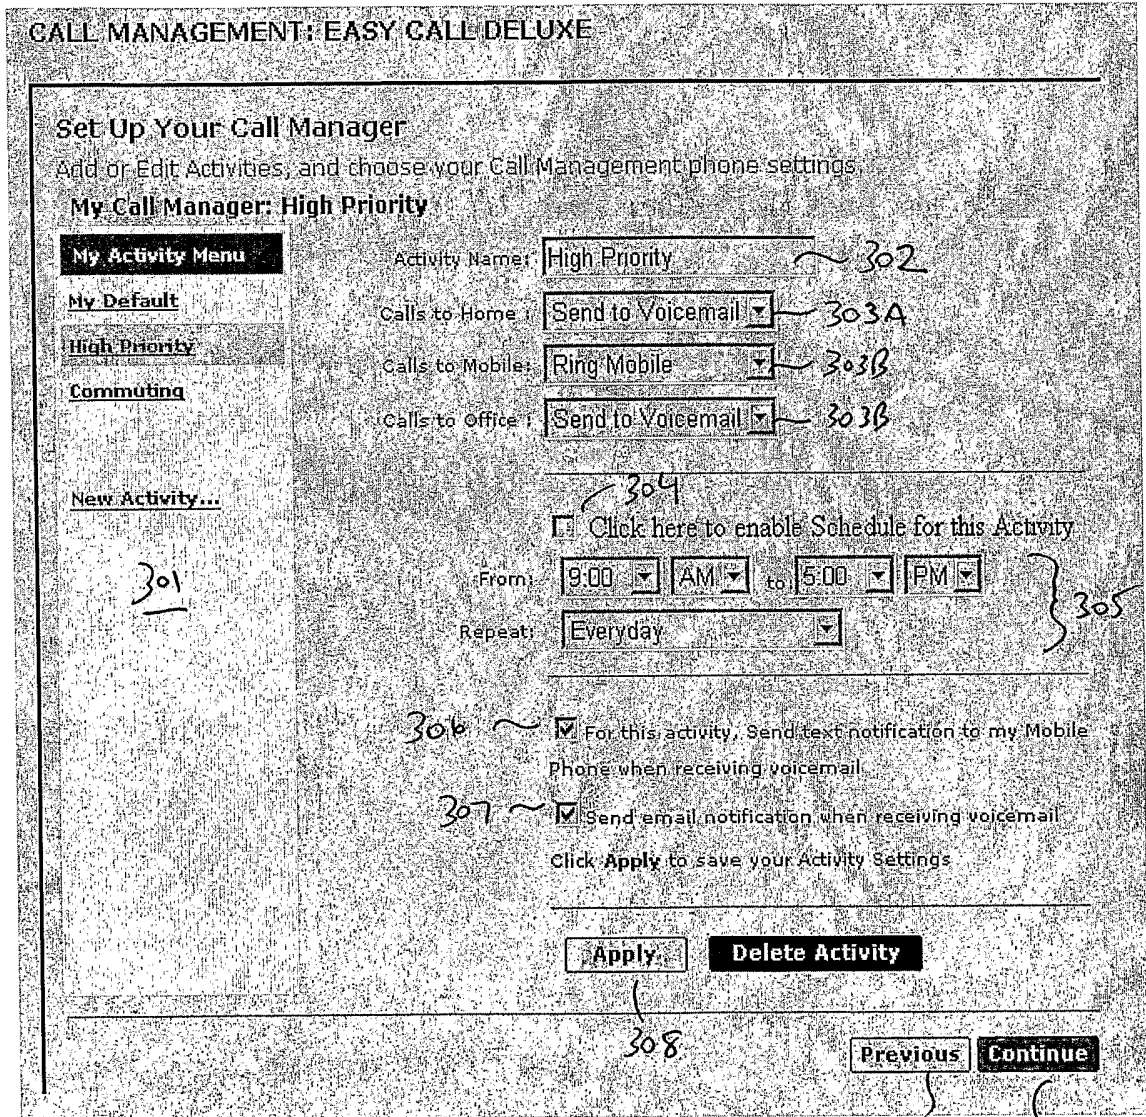 CALL MANAGEMENT: EASY CALL DELUXE
Set Up Your Call Manager
Add or Edit Activities, and choose your Call Management phone settings.
My Call Manager: High Priority
My Activity Menu
My Default
High Priority
Commuting
New Activity...
301
Activity Name: High Priority 302
Calls to Home : Send to Voicemail 303A
Calls to Mobile: Ring Mobile 303B
Calls to Office : Send to Voicemail 303B
304
Click here to enable Schedule for this Activity
From: 9:00 AM to 5:00 PM
305
Repeat: Everyday
306 For this activity, Send text notification to my Mobile
Phone when receiving voicemail
307 Send email notification when receiving voicemail
Click Apply to save your Activity Settings
Apply Delete Activity
308
Previous Continue